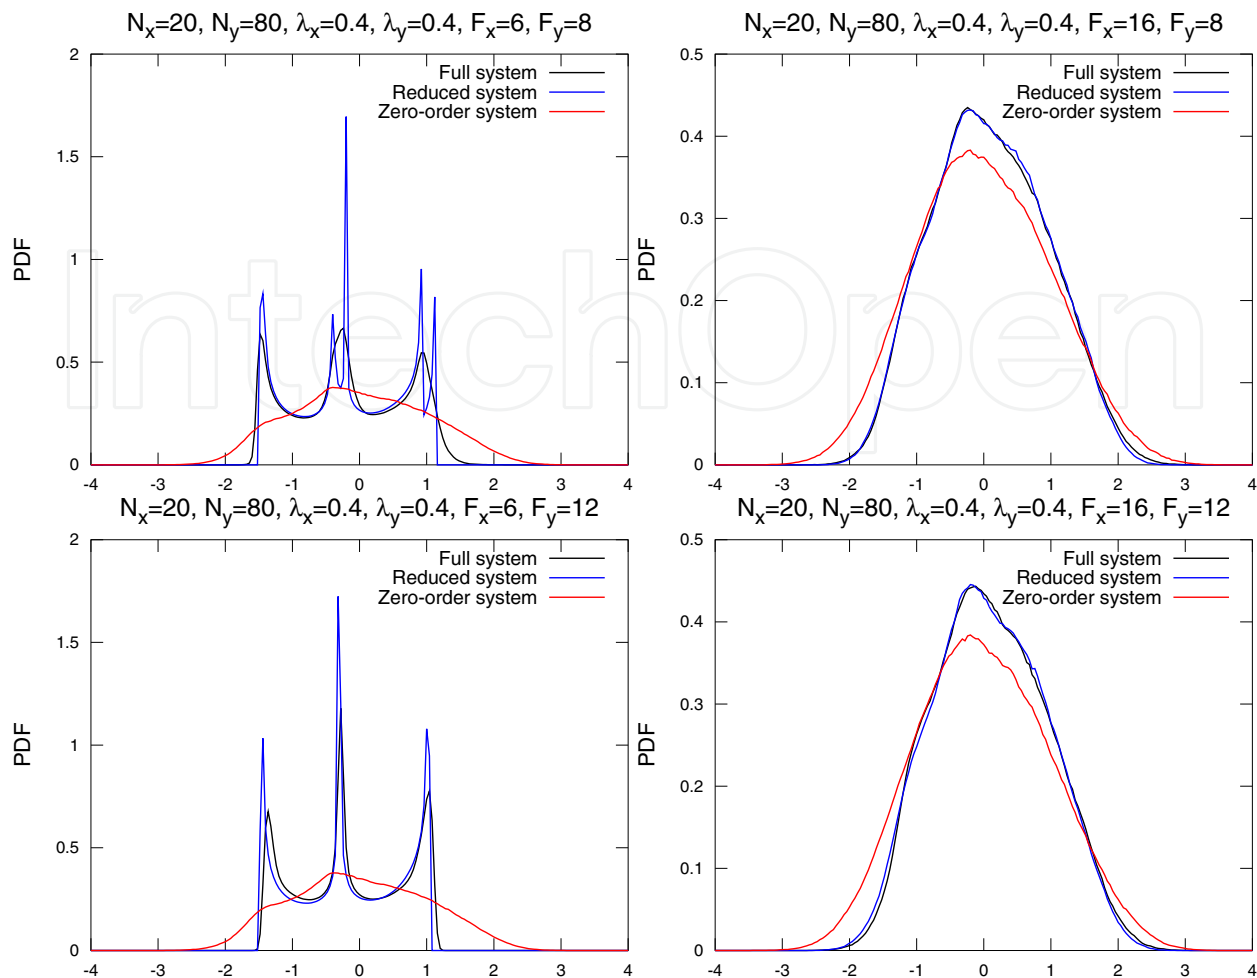 N_x=20, N_y=80, λ_x=0.4, λ_y=0.4, F_x=6, F_y=8
PDF
2
1.5
1
0.5
0
Full system
Reduced system
Zero-order system
-4 -3 -2 -1 0 1 2 3 4
N_x=20, N_y=80, λ_x=0.4, λ_y=0.4, F_x=16, F_y=8
PDF
0.5
0.4
0.3
0.2
0.1
0
Full system
Reduced system
Zero-order system
-4 -3 -2 -1 0 1 2 3 4
N_x=20, N_y=80, λ_x=0.4, λ_y=0.4, F_x=6, F_y=12
PDF
2
1.5
1
0.5
0
Full system
Reduced system
Zero-order system
-4 -3 -2 -1 0 1 2 3 4
N_x=20, N_y=80, λ_x=0.4, λ_y=0.4, F_x=16, F_y=12
PDF
0.5
0.4
0.3
0.2
0.1
0
Full system
Reduced system
Zero-order system
-4 -3 -2 -1 0 1 2 3 4
IntechOpen